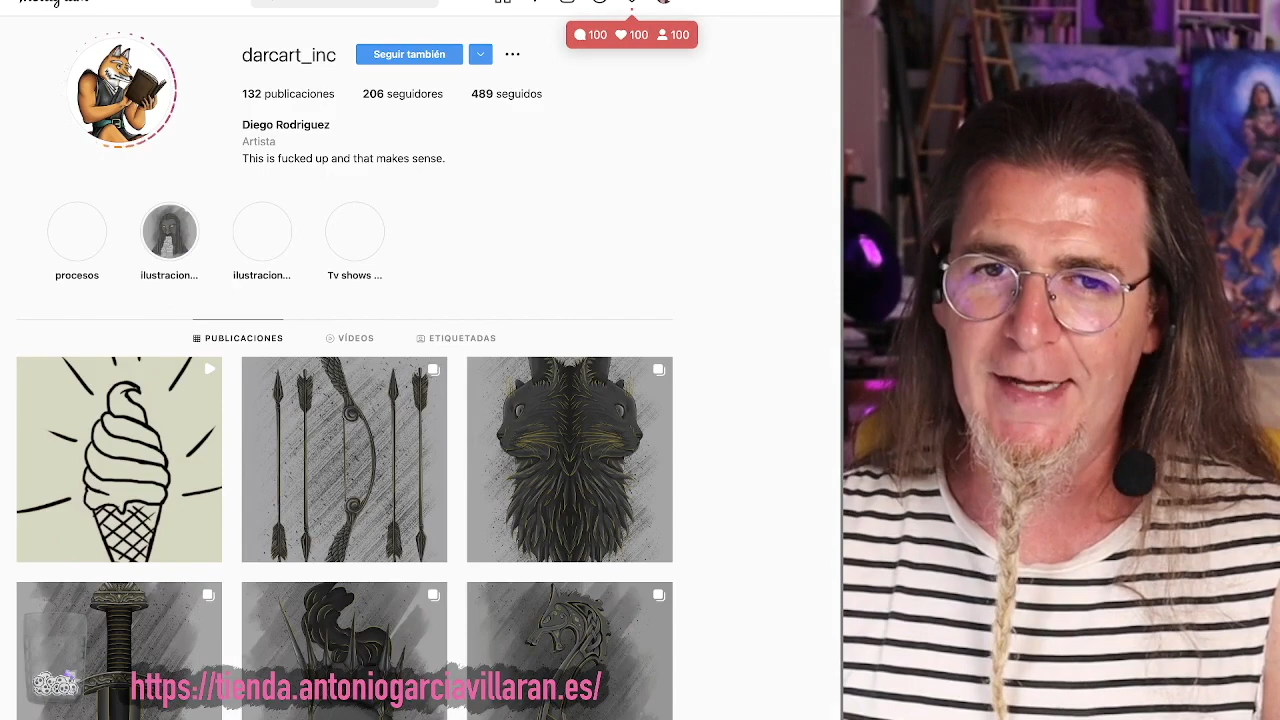 darcart_inc
Seguir también
100 100 100
132 publicaciones 206 seguidores 489 seguidos
Diego Rodriguez
Artista
This is fucked up and that makes sense.
procesos
ilustracion...
ilustracion...
Tv shows ...
PUBLICACIONES
VÍDEOS
ETIQUETADAS
https://tienda.antoniogarciavillaran.es/